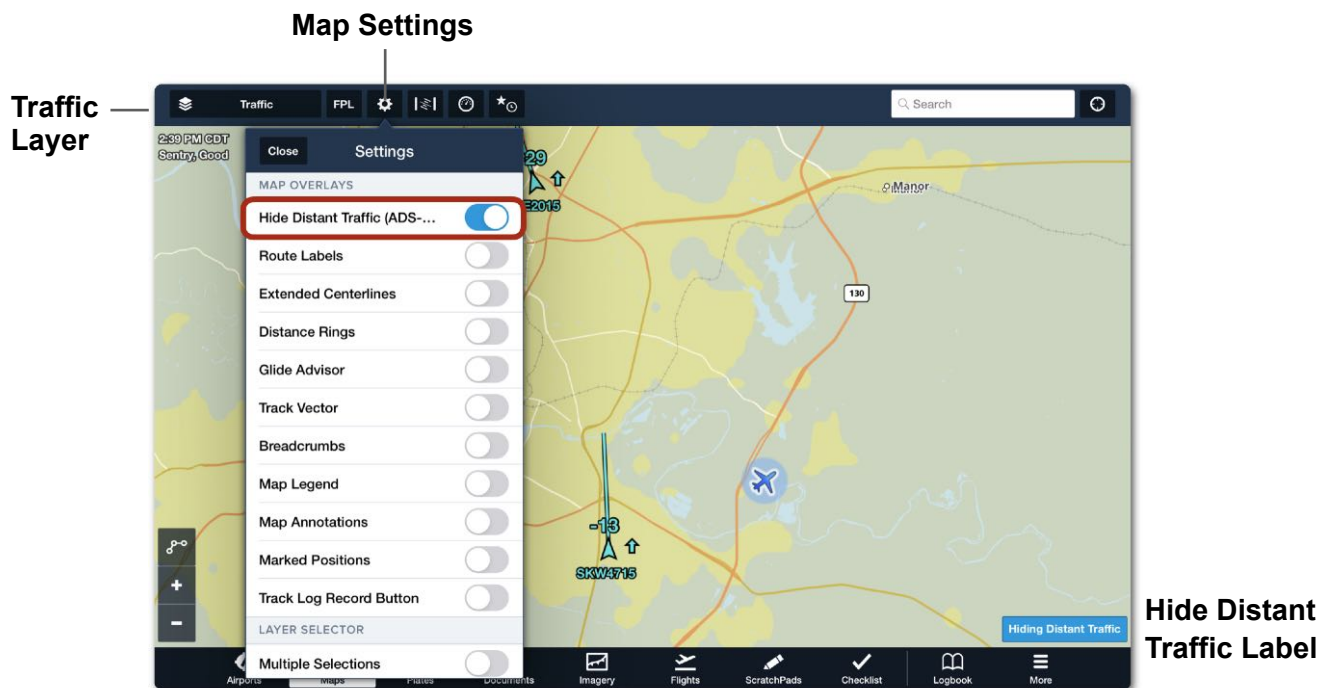 Map Settings
Traffic
Layer
Traffic
FPL
Search
2:39 PM CDT
Sentry, Good
Close
Settings
MAP OVERLAYS
Hide Distant Traffic (ADS-...
Route Labels
Extended Centerlines
Distance Rings
Glide Advisor
Track Vector
Breadcrumbs
Map Legend
Map Annotations
Marked Positions
Track Log Record Button
LAYER SELECTOR
Multiple Selections
29
E2015
Manor
130
-13
SKW4715
Hiding Distant Traffic
Hide Distant
Traffic Label
Airports
Maps
Plates
Documents
Imagery
Flights
ScratchPads
Checklist
Logbook
More